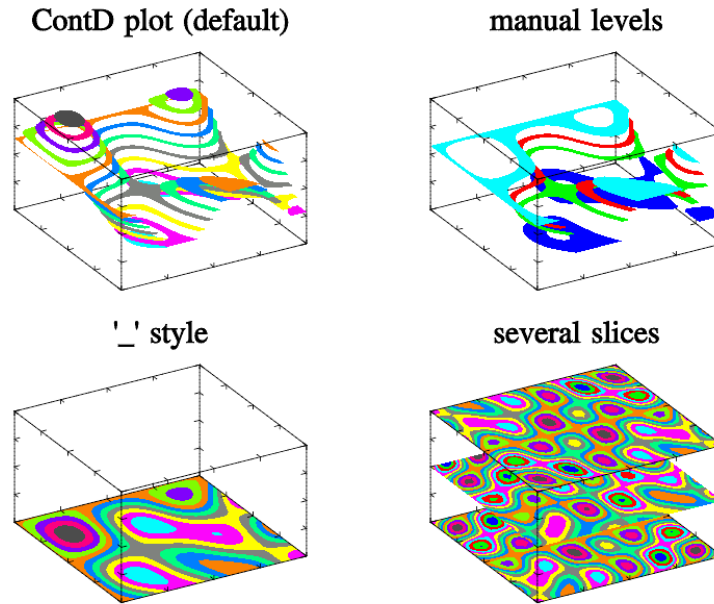 ContD plot (default)
manual levels
'_' style
several slices